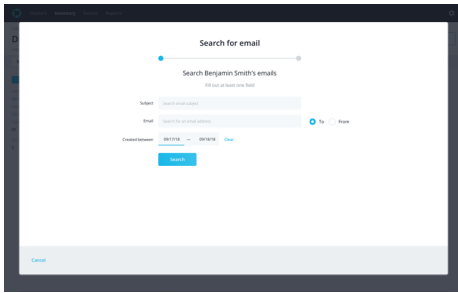 Inventory
Search for email
Search Benjamin Smith's emails
Fill out at least one field
Subject
Search email subject
Email
Search for an email address
To
From
Created between
09/17/18 — 09/18/18
Clear
Search
Cancel